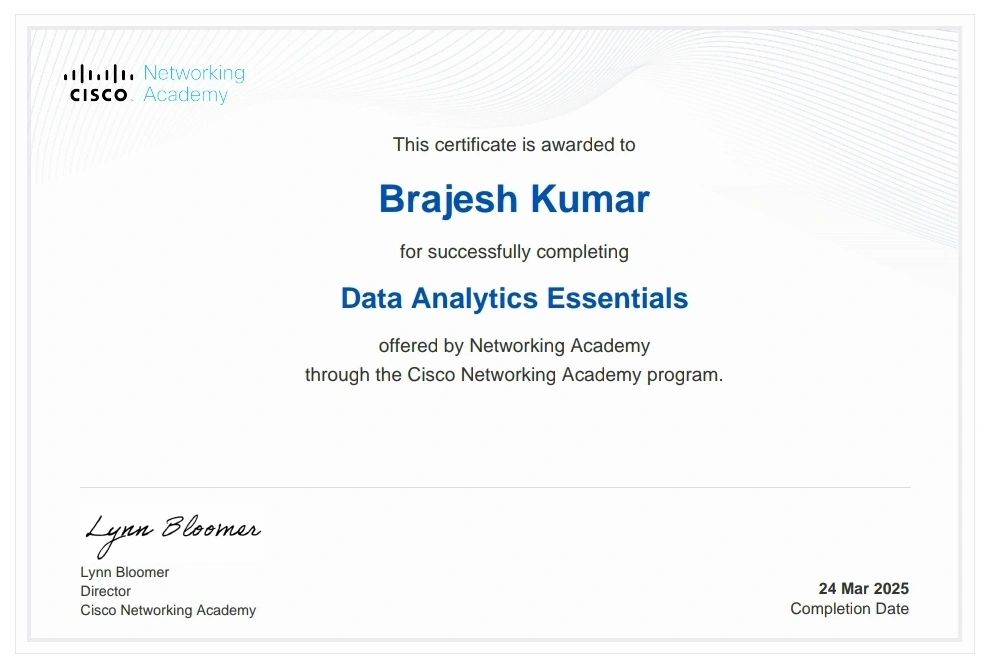 Networking
CISCO Academy
This certificate is awarded to
Brajesh Kumar
for successfully completing
Data Analytics Essentials
offered by Networking Academy
through the Cisco Networking Academy program.
Lynn Bloomer
Lynn Bloomer
Director
Cisco Networking Academy
24 Mar 2025
Completion Date